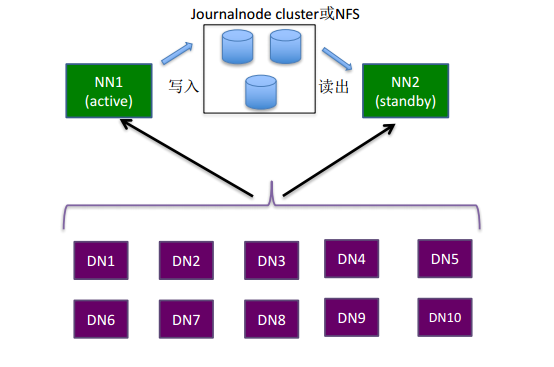 Journalnode cluster或NFS
NN1
(active)
写入
读出
NN2
(standby)
DN1
DN2
DN3
DN4
DN5
DN6
DN7
DN8
DN9
DN10